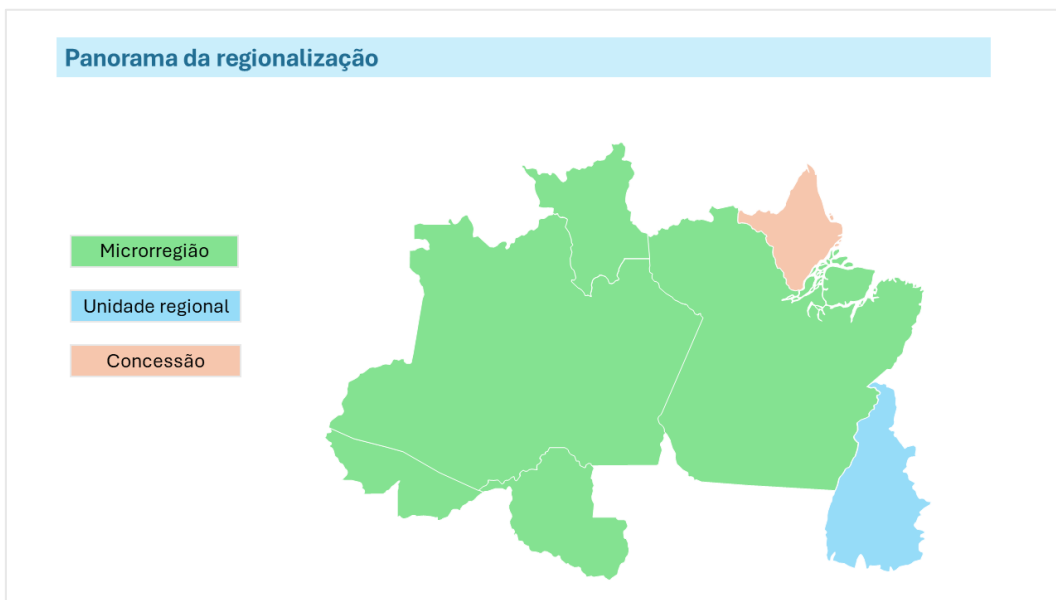 Panorama da regionalização
Microrregião
Unidade regional
Concessão